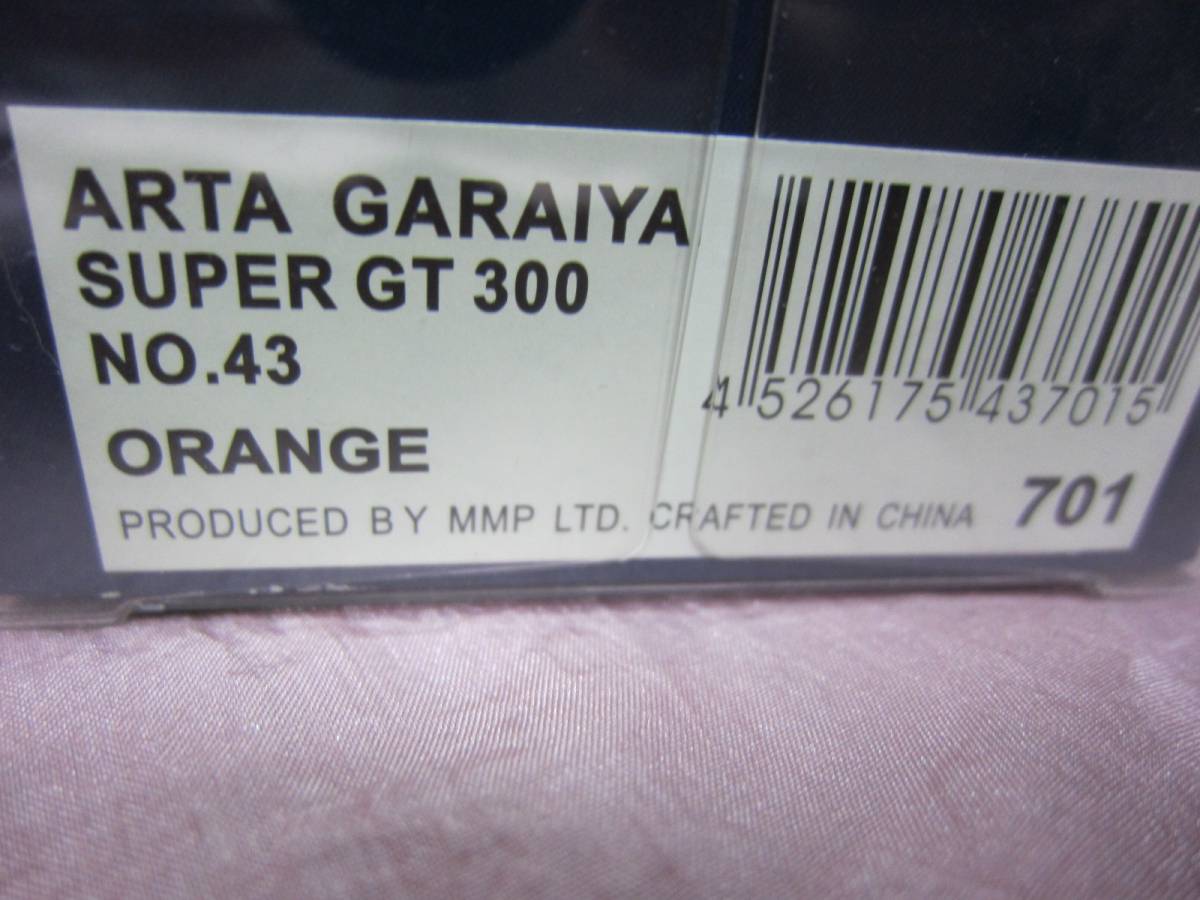 ARTA GARAIYA
SUPER GT 300
NO.43
ORANGE
PRODUCED BY MMP LTD. CRAFTED IN CHINA
4 526175 437015
701